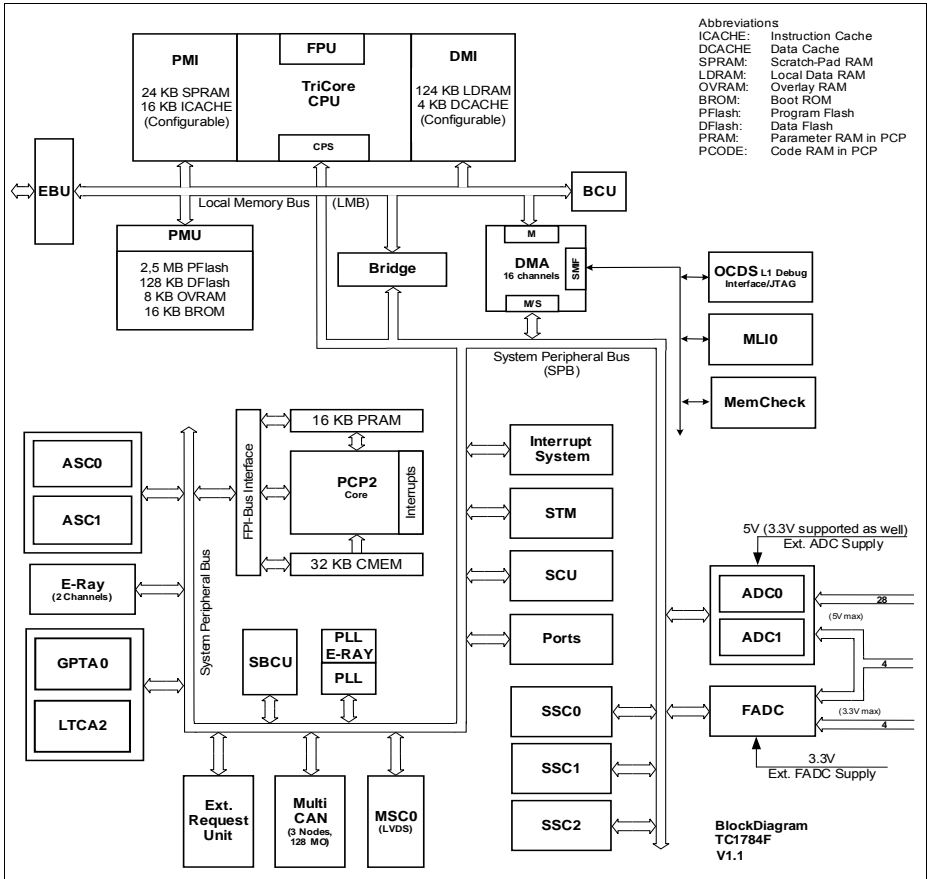 Abbreviations
ICACHE: Instruction Cache
DCACHE Data Cache
SPRAM: Scratch-Pad RAM
LDRAM: Local Data RAM
OVRAM: Overlay RAM
BROM: Boot ROM
PFlash: Program Flash
DFlash: Data Flash
PRAM: Parameter RAM in PCP
PCODE: Code RAM in PCP
PMI
24 KB SPRAM
16 KB ICACHE
(Configurable)
FPU
TriCore
CPU
CPS
DMI
124 KB LDRAM
4 KB DCACHE
(Configurable)
EBU
Local Memory Bus (LMB)
BCU
PMU
2,5 MB PFlash
128 KB DFlash
8 KB OVRAM
16 KB BROM
Bridge
M
DMA
16 channels
SMIF
M/S
OCDS L1 Debug
Interface/JTAG
MLI0
MemCheck
System Peripheral Bus
(SPB)
ASC0
ASC1
E-Ray
(2 Channels)
GPTA0
LTCA2
System Peripheral Bus
FPI-Bus Interface
16 KB PRAM
PCP2
Core
Interrupts
32 KB CMEM
SBCU
PLL
E-RAY
PLL
Interrupt
System
STM
SCU
Ports
SSC0
SSC1
SSC2
5V (3.3V supported as well)
Ext. ADC Supply
ADC0
ADC1
28
(5V max)
4
FADC
(3.3V max)
4
3.3V
Ext. FADC Supply
Ext.
Request
Unit
Multi
CAN
(3 Nodes,
128 MO)
MSC0
(LVDS)
BlockDiagram
TC1784F
V1.1